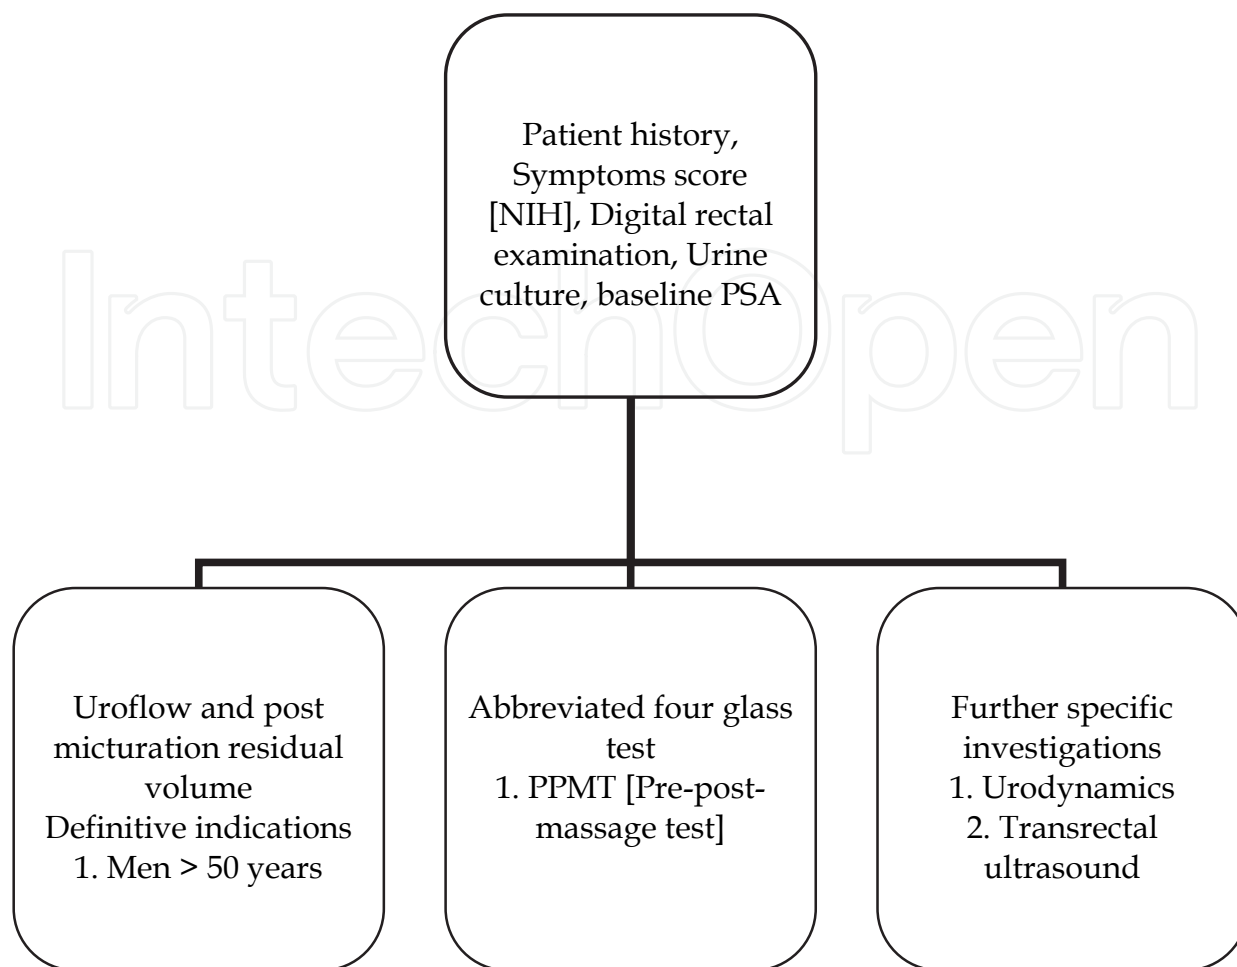 Patient history,
Symptoms score
[NIH], Digital rectal
examination, Urine
culture, baseline PSA
IntechOpen
Uroflow and post
micturation residual
volume
Definitive indications
1. Men > 50 years
Abbreviated four glass
test
1. PPMT [Pre-post-
massage test]
Further specific
investigations
1. Urodynamics
2. Transrectal
ultrasound